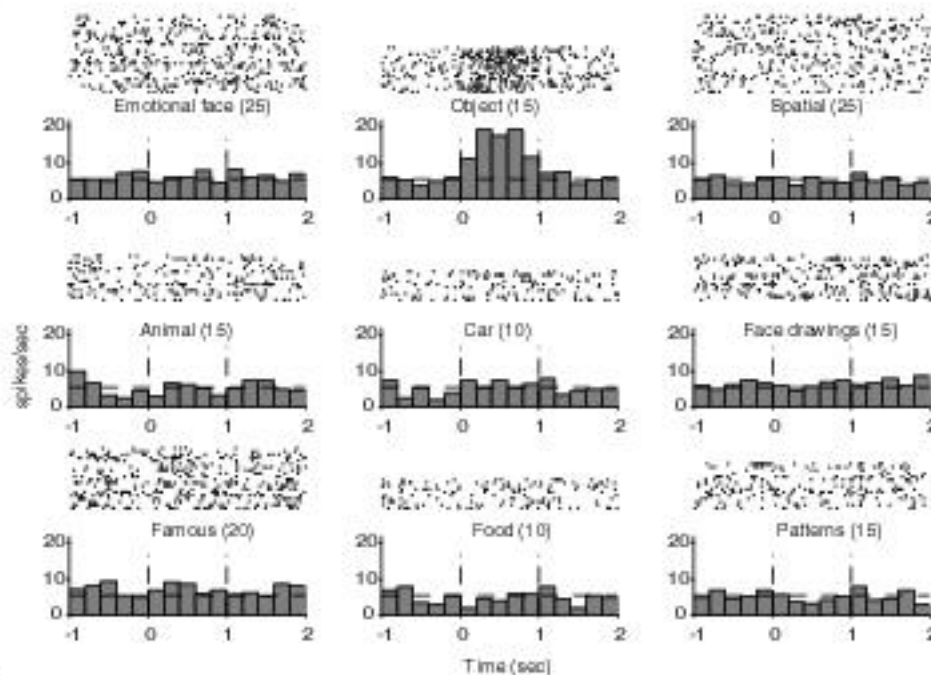 Emotional face (25) Object (15) Spatial (25)
20 20 20
10 10 10
0 0 0
-1 0 1 2 -1 0 1 2 -1 0 1 2
Animal (15) Car (10) Face drawings (15)
20 20 20
10 10 10
0 0 0
-1 0 1 2 -1 0 1 2 -1 0 1 2
spikes/sec
Famous (20) Food (10) Patterns (15)
20 20 20
10 10 10
0 0 0
-1 0 1 2 -1 0 1 2 -1 0 1 2
Time (sec)